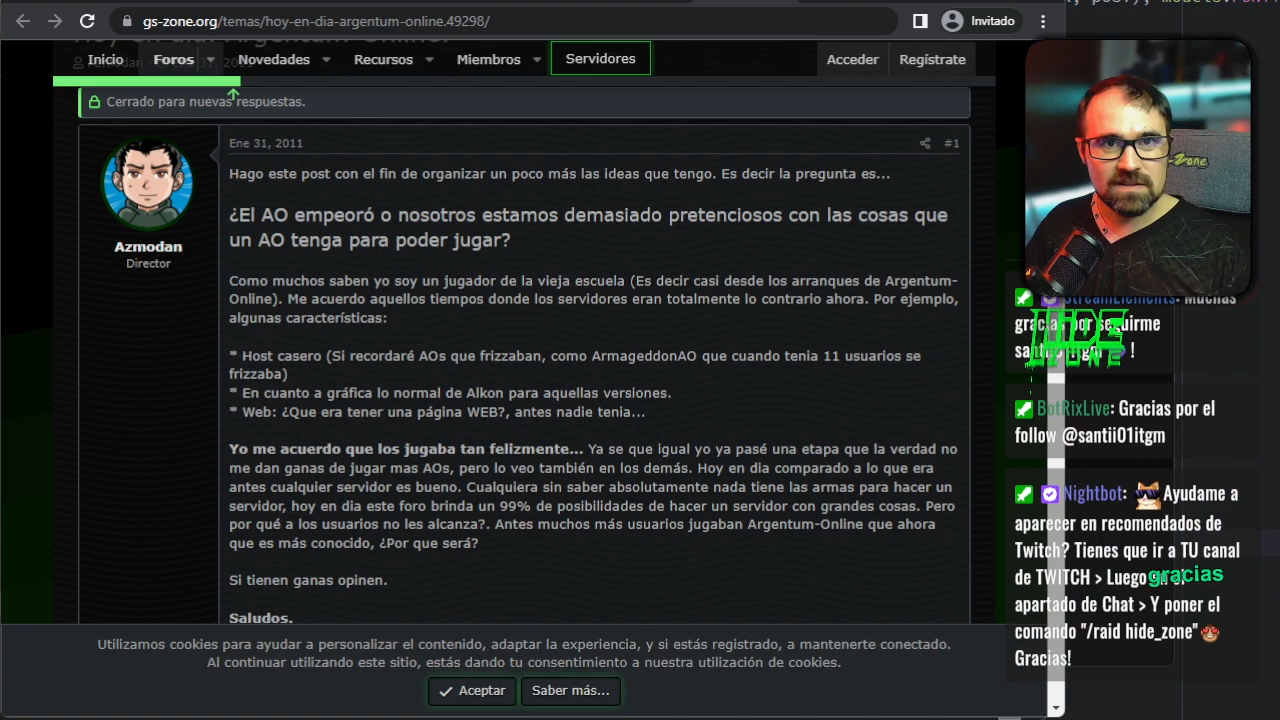 gs-zone.org/temas/hoy-en-dia-argentum-online.49298/
Invitado
Inicio
Foros
Novedades
Recursos
Miembros
Servidores
Acceder
Regístrate
Cerrado para nuevas respuestas.
Azmodan
Director
Ene 31, 2011
#1
Hago este post con el fin de organizar un poco más las ideas que tengo. Es decir la pregunta es...
¿El AO empeoró o nosotros estamos demasiado pretenciosos con las cosas que
un AO tenga para poder jugar?
Como muchos saben yo soy un jugador de la vieja escuela (Es decir casi desde los arranques de Argentum-
Online). Me acuerdo aquellos tiempos donde los servidores eran totalmente lo contrario ahora. Por ejemplo,
algunas características:
* Host casero (Si recordaré AOs que frizzaban, como ArmageddonAO que cuando tenia 11 usuarios se
frizzaba)
* En cuanto a gráfica lo normal de Alkon para aquellas versiones.
* Web: ¿Que era tener una página WEB?, antes nadie tenia...
Yo me acuerdo que los jugaba tan felizmente... Ya se que igual yo ya pasé una etapa que la verdad no
me dan ganas de jugar mas AOs, pero lo veo también en los demás. Hoy en dia comparado a lo que era
antes cualquier servidor es bueno. Cualquiera sin saber absolutamente nada tiene las armas para hacer un
servidor, hoy en dia este foro brinda un 99% de posibilidades de hacer un servidor con grandes cosas. Pero
por qué a los usuarios no les alcanza?. Antes muchos más usuarios jugaban Argentum-Online que ahora
que es más conocido, ¿Por que será?
Si tienen ganas opinen.
Saludos.
Utilizamos cookies para ayudar a personalizar el contenido, adaptar la experiencia, y si estás registrado, a mantenerte conectado.
Al continuar utilizando este sitio, estás dando tu consentimiento a nuestra utilización de cookies.
Aceptar
Saber más...
StreamElements: Muchas
gracias por seguirme
!
HIDE
ZONE
BotRixLive: Gracias por el
follow @santii01itgm
Nightbot: Ayudame a
aparecer en recomendados de
Twitch? Tienes que ir a TU canal
de TWITCH > Luego
gracias
apartado de Chat > Y poner el
comando "/raid hide_zone"
Gracias!